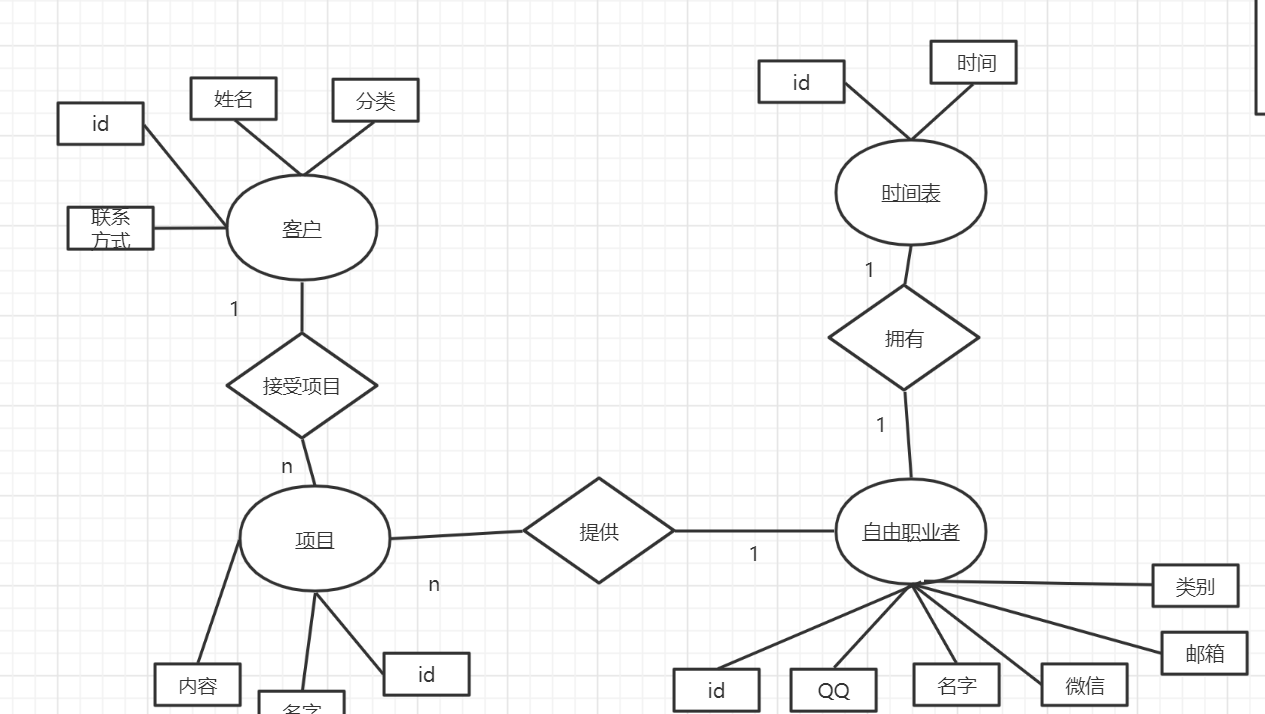 时间
id
姓名
分类
id
时间表
联系
方式
客户
1
1
拥有
接受项目
1
n
项目
提供
自由职业者
1
n
类别
邮箱
id
内容
名字
微信
id
QQ
名字